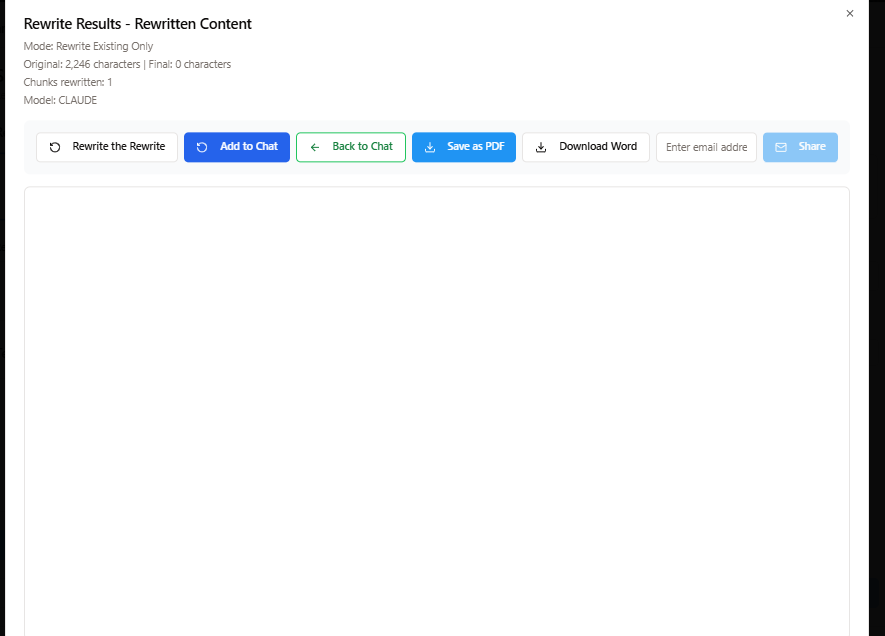 Rewrite Results - Rewritten Content
Mode: Rewrite Existing Only
Original: 2,246 characters | Final: 0 characters
Chunks rewritten: 1
Model: CLAUDE
Rewrite the Rewrite Add to Chat Back to Chat Save as PDF Download Word Enter email addre Share